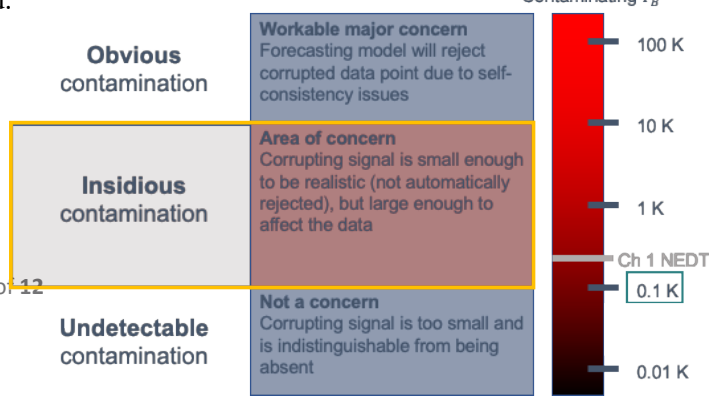 Contaminating T_B
Obvious
contamination
Workable major concern
Forecasting model will reject
corrupted data point due to self-
consistency issues
Insidious
contamination
Area of concern
Corrupting signal is small enough
to be realistic (not automatically
rejected), but large enough to
affect the data
of 12
Undetectable
contamination
Not a concern
Corrupting signal is too small and
is indistinguishable from being
absent
100 K
10 K
1 K
Ch 1 NEDT
0.1 K
0.01 K